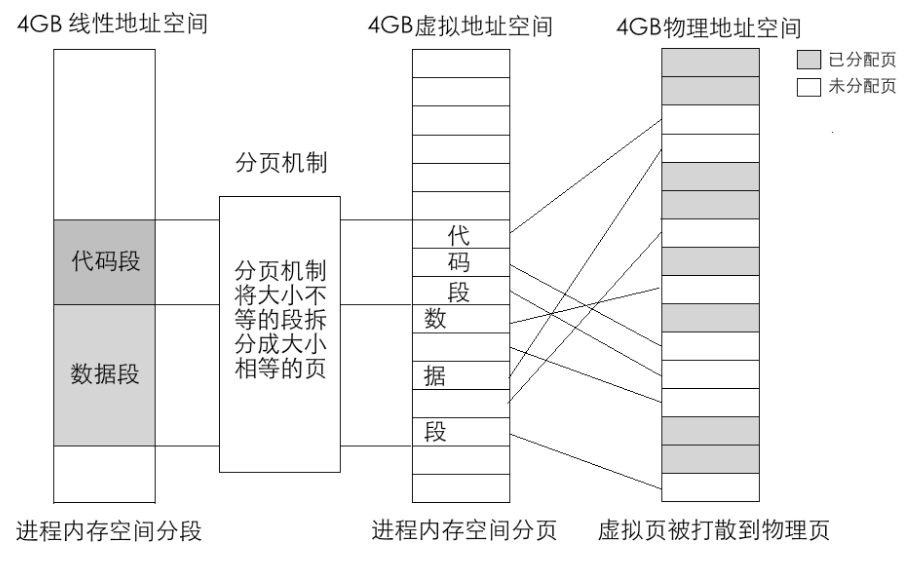 4GB 线性地址空间
4GB虚拟地址空间
4GB物理地址空间
已分配页
未分配页
分页机制
代码段
数据段
分页机制
将大小不
等的段拆
分成大小
相等的页
代
码
段
数
据
段
进程内存空间分段
进程内存空间分页
虚拟页被打散到物理页